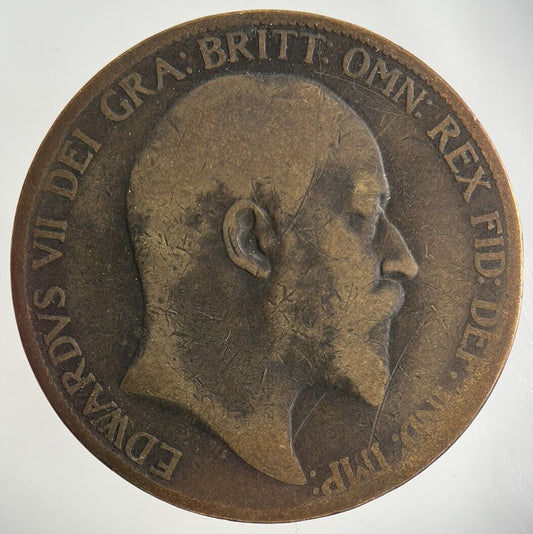 EDWARDVS VII DEI GRA: BRITT: OMN: REX FID: DEF: IND: IMP: